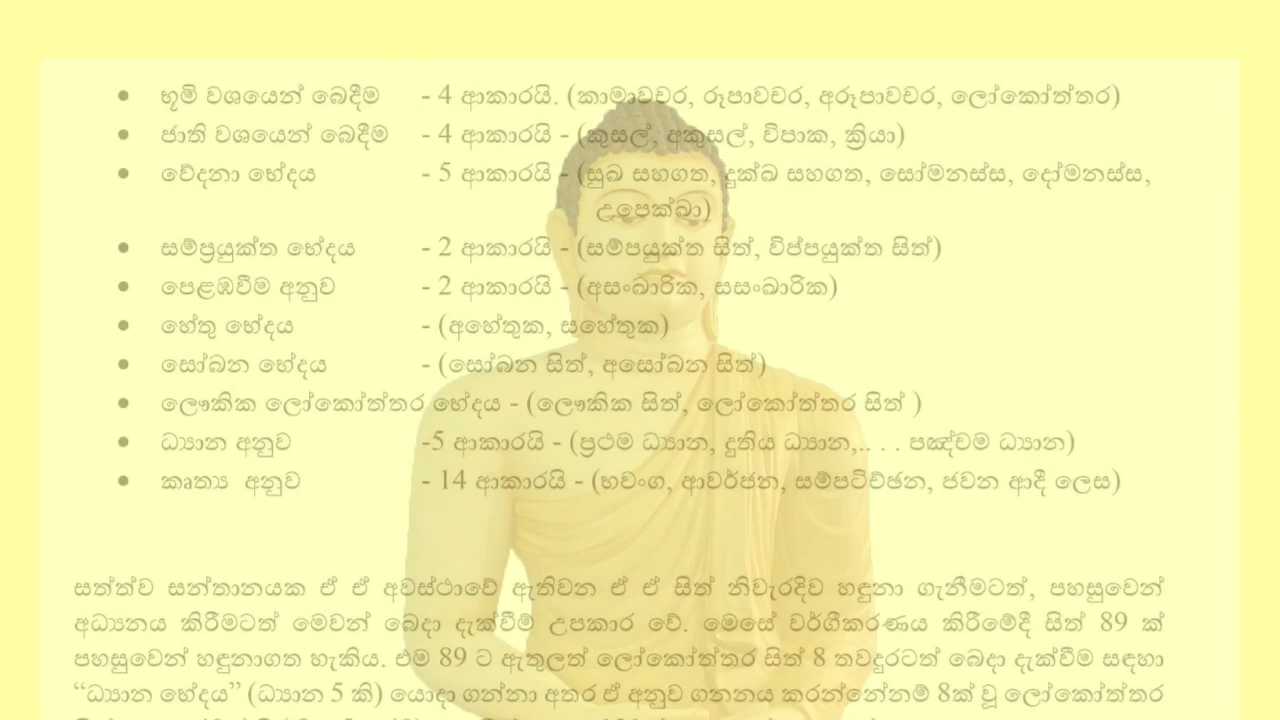 • භූමි වශයෙන් බෙදීම - 4 ආකාරයි. (කාමාවචර, රූපාවචර, අරූපාවචර, ලෝකෝත්තර)
• ජාති වශයෙන් බෙදීම - 4 ආකාරයි - (කුසල්, අකුසල්, විපාක, ක්‍රියා)
• වේදනා භේදය - 5 ආකාරයි - (සුඛ සහගත, දුක්ඛ සහගත, සෝමනස්ස, දෝමනස්ස,
උපෙක්ඛා)
• සම්ප්‍රයුක්ත භේදය - 2 ආකාරයි - (සම්පයුක්ත සිත්, විප්පයුක්ත සිත්)
• පෙළඹවීම අනුව - 2 ආකාරයි - (අසංඛාරික, සසංඛාරික)
• හේතු භේදය - (අහේතුක, සහේතුක)
• සෝබන භේදය - (සෝබන සිත්, අසෝබන සිත්)
• ලෞකික ලෝකෝත්තර භේදය - (ලෞකික සිත්, ලෝකෝත්තර සිත් )
• ධ්‍යාන අනුව -5 ආකාරයි - (ප්‍රථම ධ්‍යාන, දුතිය ධ්‍යාන,.. . . පඤ්චම ධ්‍යාන)
• කෘත්‍ය අනුව - 14 ආකාරයි - (භවංග, ආවර්ජන, සම්පටිච්ඡන, ජවන ආදී ලෙස)
සත්ත්ව සන්තානයක ඒ ඒ අවස්ථාවේ ඇතිවන ඒ ඒ සිත් නිවැරදිව හඳුනා ගැනීමටත්, පහසුවෙන්
අධ්‍යනය කිරීමටත් මෙවන් බෙදා දැක්වීම් උපකාර වේ. මෙසේ වර්ගීකරණය කිරීමේදී සිත් 89 ක්
පහසුවෙන් හඳුනාගත හැකිය. එම 89 ට ඇතුලත් ලෝකෝත්තර සිත් 8 තවදුරටත් බෙදා දැක්වීම සඳහා
“ධ්‍යාන භේදය” (ධ්‍යාන 5 කි) යොදා ගන්නා අතර ඒ අනුව ගනනය කරන්නේනම් 8ක් වූ ලෝකෝත්තර